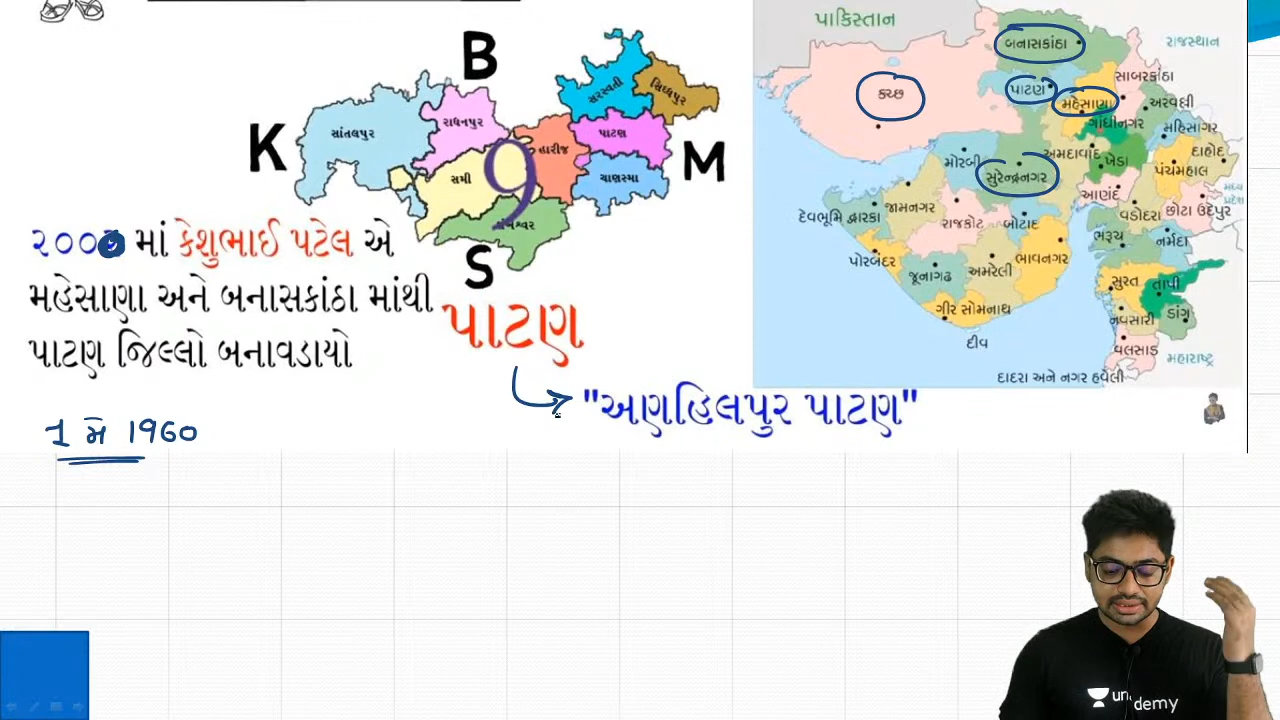 B
K
M
S
9
સાંતલપુર
રાધનપુર
સરસ્વતી
સિધ્ધપુર
હારીજ
પાટણ
સમી
ચાણસ્મા
માં કેશુભાઈ પટેલ એ
મહેસાણા અને બનાસકાંઠા માંથી
પાટણ જિલ્લો બનાવડાયો
પાટણ
"અણહિલપુર પાટણ"
1 મે 1960
પાકિસ્તાન
રાજસ્થાન
બનાસકાંઠા
કચ્છ
પાટણ
સાબરકાંઠા
મહેસાણા
અરવલ્લી
ગાંધીનગર
મહિસાગર
મોરબી
સુરેન્દ્રનગર
અમદાવાદ
ખેડા
દાહોદ
પંચમહાલ
આણંદ
વડોદરા
છોટા ઉદેપુર
મધ્ય
પ્રદેશ
દેવભૂમિ દ્વારકા
જામનગર
રાજકોટ
બોટાદ
ભરૂચ
નર્મદા
પોરબંદર
જૂનાગઢ
અમરેલી
ભાવનગર
સુરત
તાપી
ગીર સોમનાથ
નવસારી
ડાંગ
દીવ
વલસાડ
મહારાષ્ટ્ર
દાદરા અને નગર હવેલી